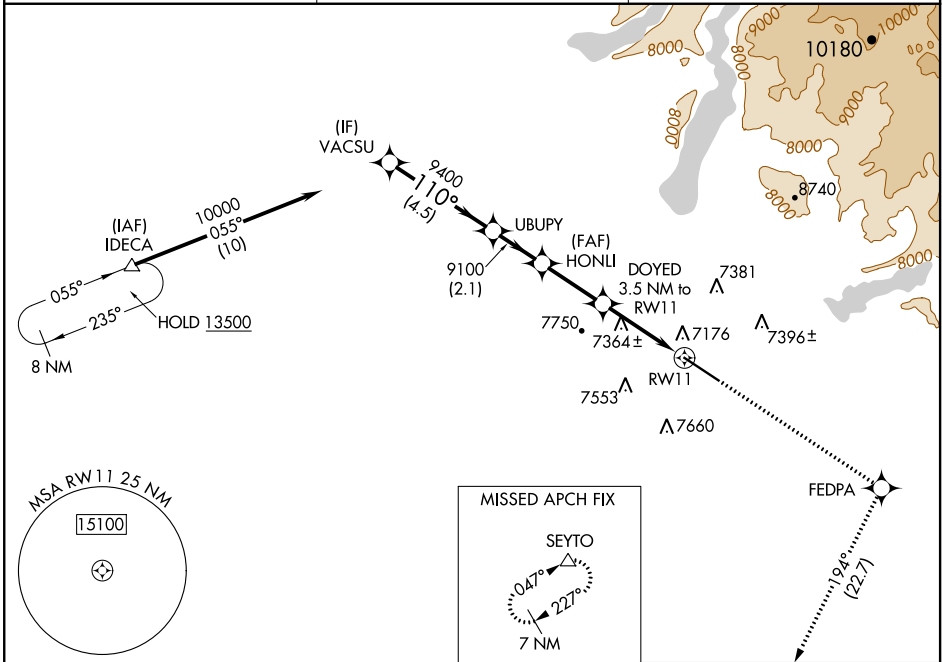 9000
10000
8000
8000
10180
9000
8000
8000
8740
8000
8000
(IF)
VACSU
9400
110°
(4.5)
UBUPY
9100
(2.1)
(FAF)
HONLI
DOYED
3.5 NM to
RW11
(IAF)
IDECA
10000
055°
(10)
055°
235°
HOLD 13500
8 NM
7381
7750
7364±
7176
7396±
RW11
7553
7660
FEDPA
194°
(22.7)
MSA RW11 25 NM
15100
MISSED APCH FIX
SEYTO
047°
227°
7 NM